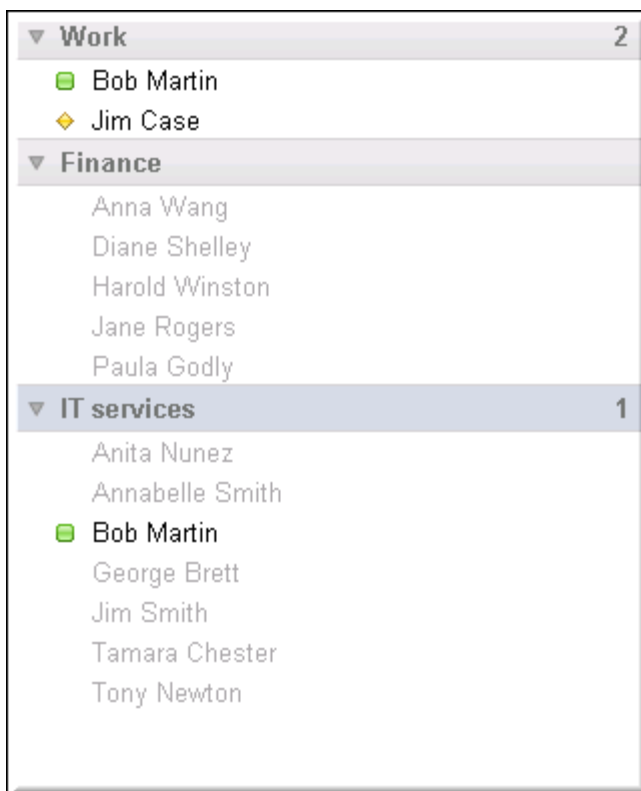 Work 2
Bob Martin
Jim Case
Finance
Anna Wang
Diane Shelley
Harold Winston
Jane Rogers
Paula Godly
IT services 1
Anita Nunez
Annabelle Smith
Bob Martin
George Brett
Jim Smith
Tamara Chester
Tony Newton